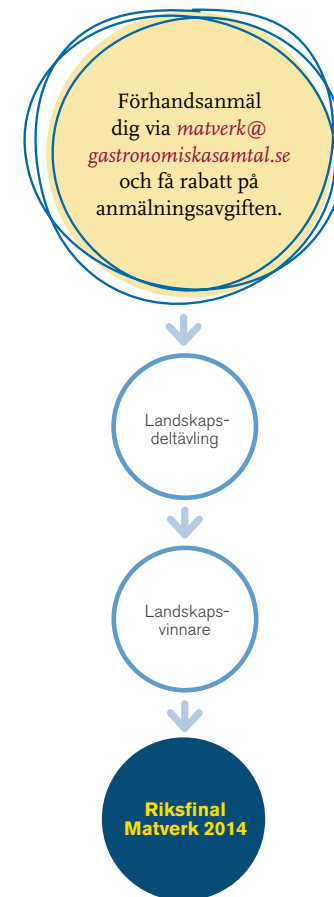 Förhandsanmäl
dig via matverk@
gastronomiskasamtal.se
och få rabatt på
anmälningsavgiften.
Landskaps-
deltävling
Landskaps-
vinnare
Riksfinal
Matverk 2014